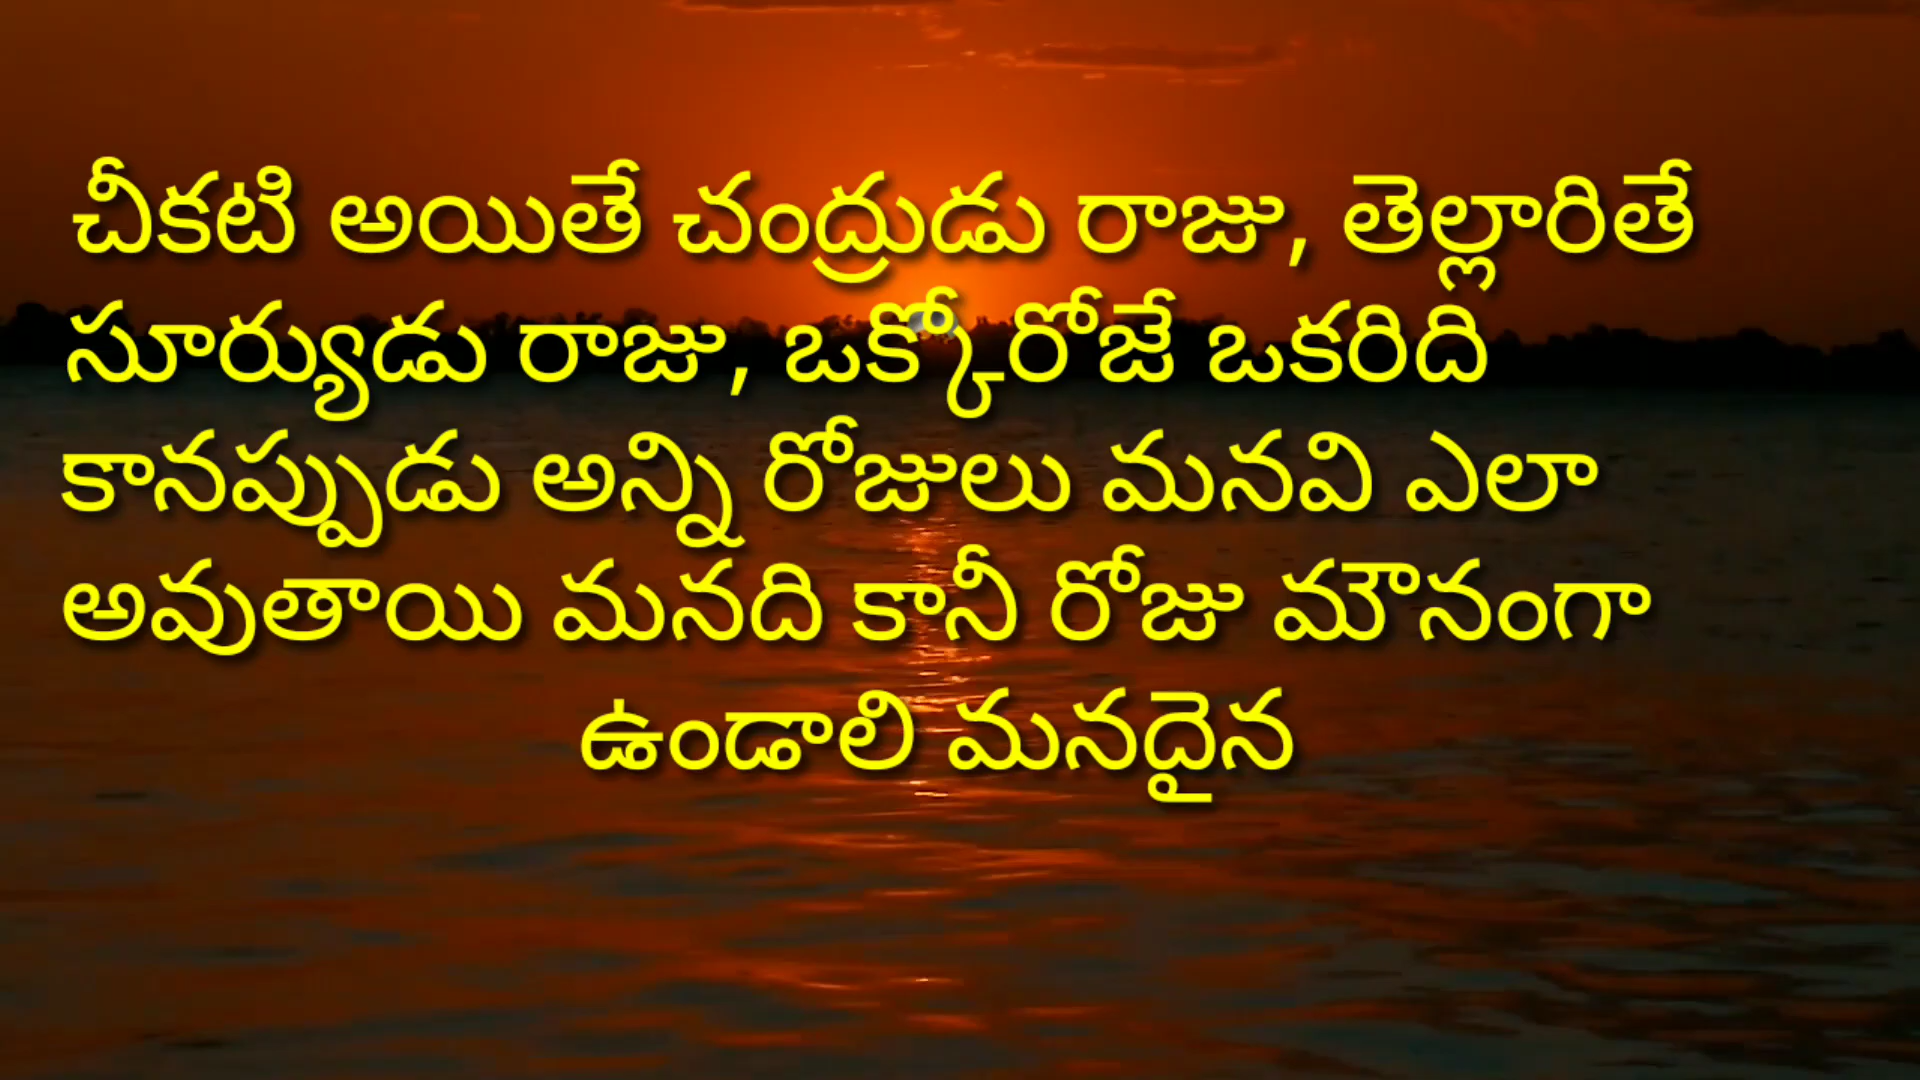 చీకటి అయితే చంద్రుడు రాజు, తెల్లారితే
సూర్యుడు రాజు, ఒక్కోరోజే ఒకరిది
కానప్పుడు అన్ని రోజులు మనవి ఎలా
అవుతాయి మనది కానీ రోజు మౌనంగా
ఉండాలి మనదైన